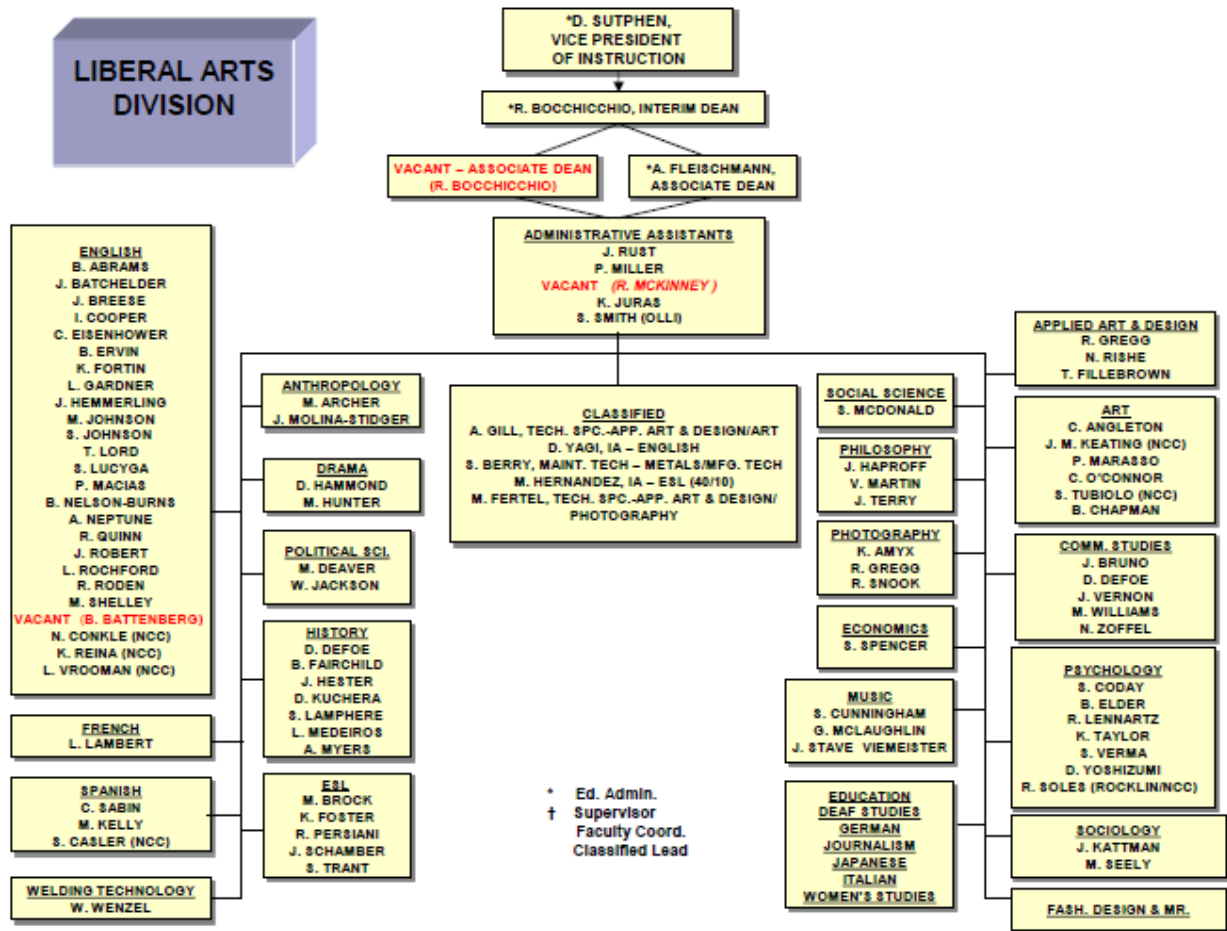 LIBERAL ARTS
DIVISION
*D. SUTPHEN,
VICE PRESIDENT
OF INSTRUCTION
*R. BOCCHICCHIO, INTERIM DEAN
VACANT – ASSOCIATE DEAN
(R. BOCCHICCHIO)
*A. FLEISCHMANN,
ASSOCIATE DEAN
ADMINISTRATIVE ASSISTANTS
J. RUST
P. MILLER
VACANT (R. MCKINNEY )
K. JURAS
S. SMITH (OLLI)
ENGLISH
B. ABRAMS
J. BATCHELDER
J. BREESE
I. COOPER
C. EISENHOWER
B. ERVIN
K. FORTIN
L. GARDNER
J. HEMMERLING
M. JOHNSON
S. JOHNSON
T. LORD
S. LUCYGA
P. MACIAS
B. NELSON-BURNS
A. NEPTUNE
R. QUINN
J. ROBERT
L. ROCHFORD
R. RODEN
M. SHELLEY
VACANT (B. BATTENBERG)
N. CONKLE (NCC)
K. REINA (NCC)
L. VROOMAN (NCC)
FRENCH
L. LAMBERT
SPANISH
C. SABIN
M. KELLY
S. CASLER (NCC)
WELDING TECHNOLOGY
W. WENZEL
ANTHROPOLOGY
M. ARCHER
J. MOLINA-STIDGER
DRAMA
D. HAMMOND
M. HUNTER
POLITICAL SCI.
M. DEAVER
W. JACKSON
HISTORY
D. DEFOE
B. FAIRCHILD
J. HESTER
D. KUCHERA
S. LAMPHERE
L. MEDEIROS
A. MYERS
ESL
M. BROCK
K. FOSTER
R. PERSIANI
J. SCHAMBER
S. TRANT
CLASSIFIED
A. GILL, TECH. SPC.-APP. ART & DESIGN/ART
D. YAGI, IA – ENGLISH
S. BERRY, MAINT. TECH – METALS/MFG. TECH
M. HERNANDEZ, IA – ESL (40/10)
M. FERTEL, TECH. SPC.-APP. ART & DESIGN/
PHOTOGRAPHY
* Ed. Admin.
† Supervisor
Faculty Coord.
Classified Lead
SOCIAL SCIENCE
S. MCDONALD
PHILOSOPHY
J. HAPROFF
V. MARTIN
J. TERRY
PHOTOGRAPHY
K. AMYX
R. GREGG
R. SNOOK
ECONOMICS
S. SPENCER
MUSIC
S. CUNNINGHAM
G. MCLAUGHLIN
J. STAVE VIEMEISTER
EDUCATION
DEAF STUDIES
GERMAN
JOURNALISM
JAPANESE
ITALIAN
WOMEN'S STUDIES
APPLIED ART & DESIGN
R. GREGG
N. RISHE
T. FILLEBROWN
ART
C. ANGLETON
J. M. KEATING (NCC)
P. MARASSO
C. O'CONNOR
S. TUBIOLO (NCC)
B. CHAPMAN
COMM. STUDIES
J. BRUNO
D. DEFOE
J. VERNON
M. WILLIAMS
N. ZOFFEL
PSYCHOLOGY
S. CODAY
B. ELDER
R. LENNARTZ
K. TAYLOR
S. VERMA
D. YOSHIZUMI
R. SOLES (ROCKLIN/NCC)
SOCIOLOGY
J. KATTMAN
M. SEELY
FASH. DESIGN & MR.